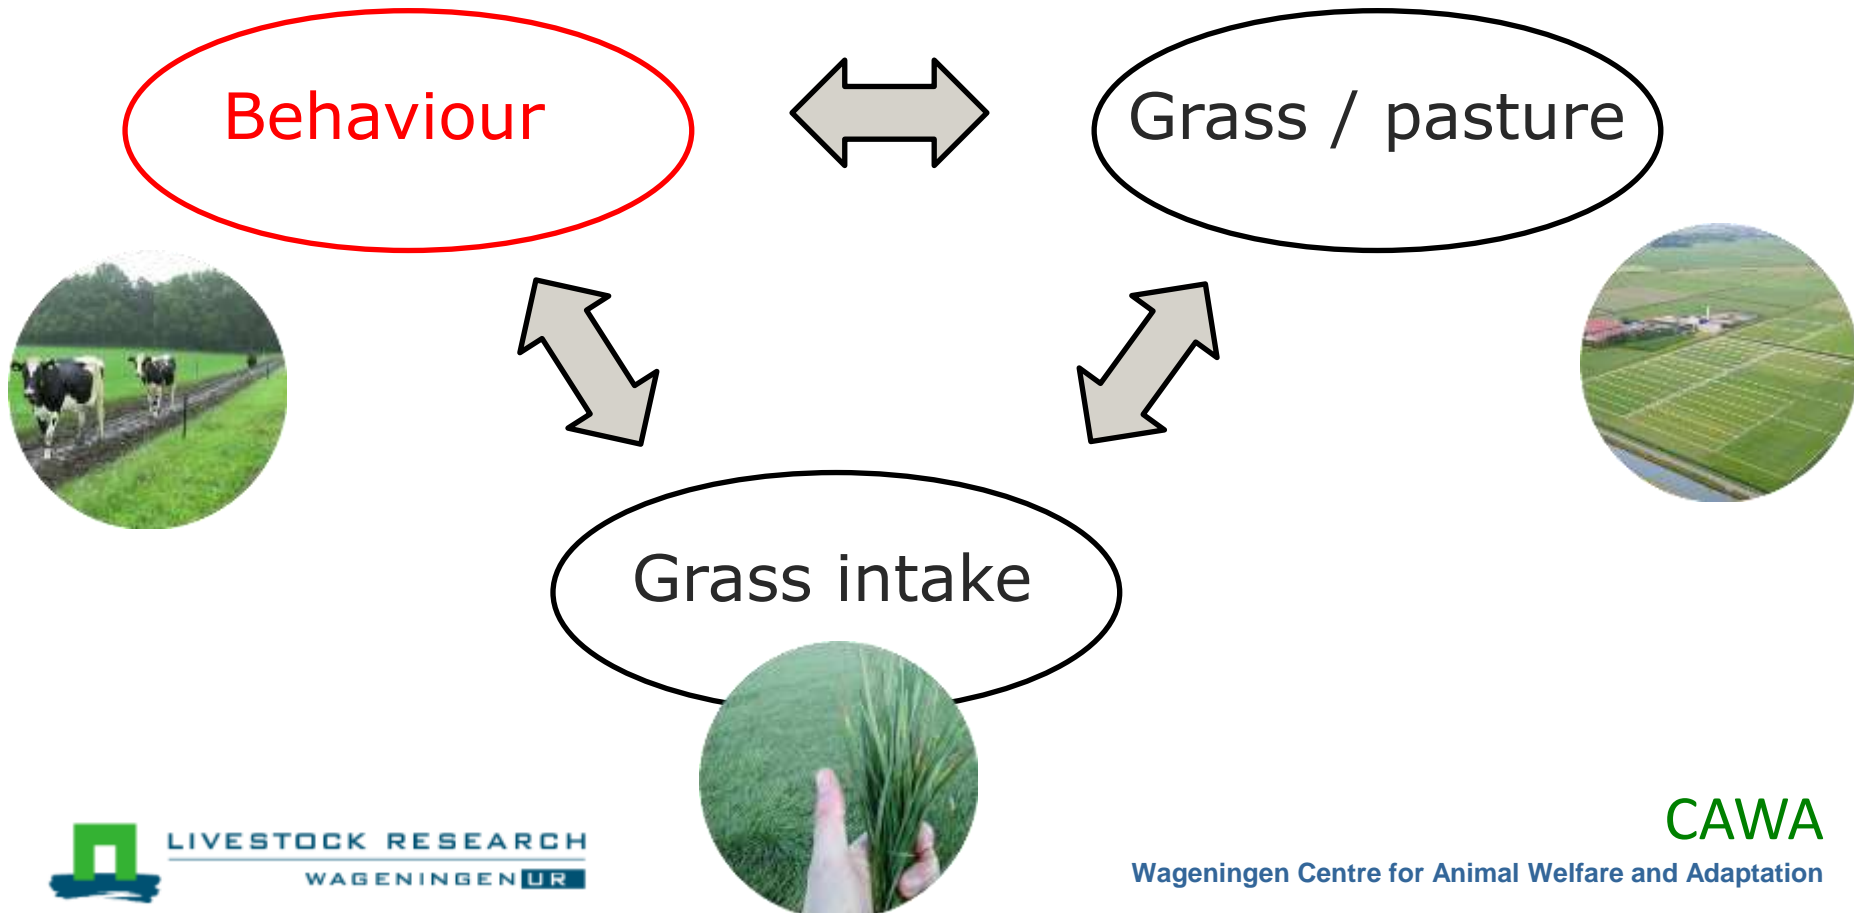 Behaviour
Grass / pasture
Grass intake
LIVESTOCK RESEARCH
WAGENINGEN UR
CAWA
Wageningen Centre for Animal Welfare and Adaptation